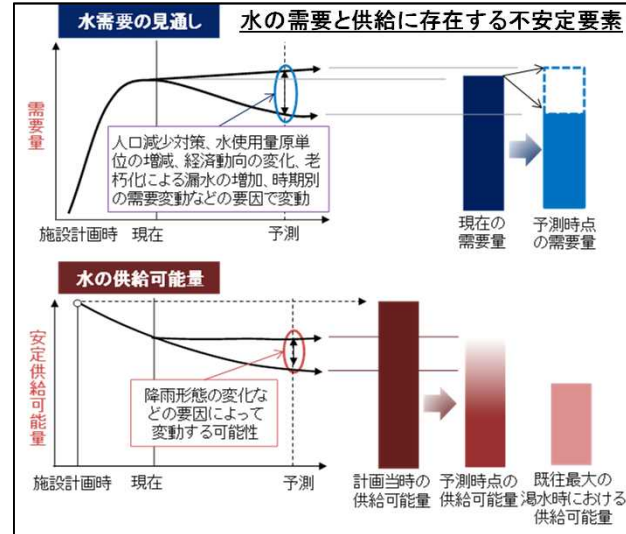 水需要の見通し
水の需要と供給に存在する不安定要素
需要量
人口減少対策、水使用量原単
位の増減、経済動向の変化、老
朽化による漏水の増加、時期別
の需要変動などの要因で変動
施設計画時
現在
予測
現在の
需要量
予測時点
の需要量
水の供給可能量
安定供給可能量
降雨形態の変化な
どの要因によって
変動する可能性
施設計画時
現在
予測
計画当時の
供給可能量
予測時点の
供給可能量
既往最大の
渇水時における
供給可能量